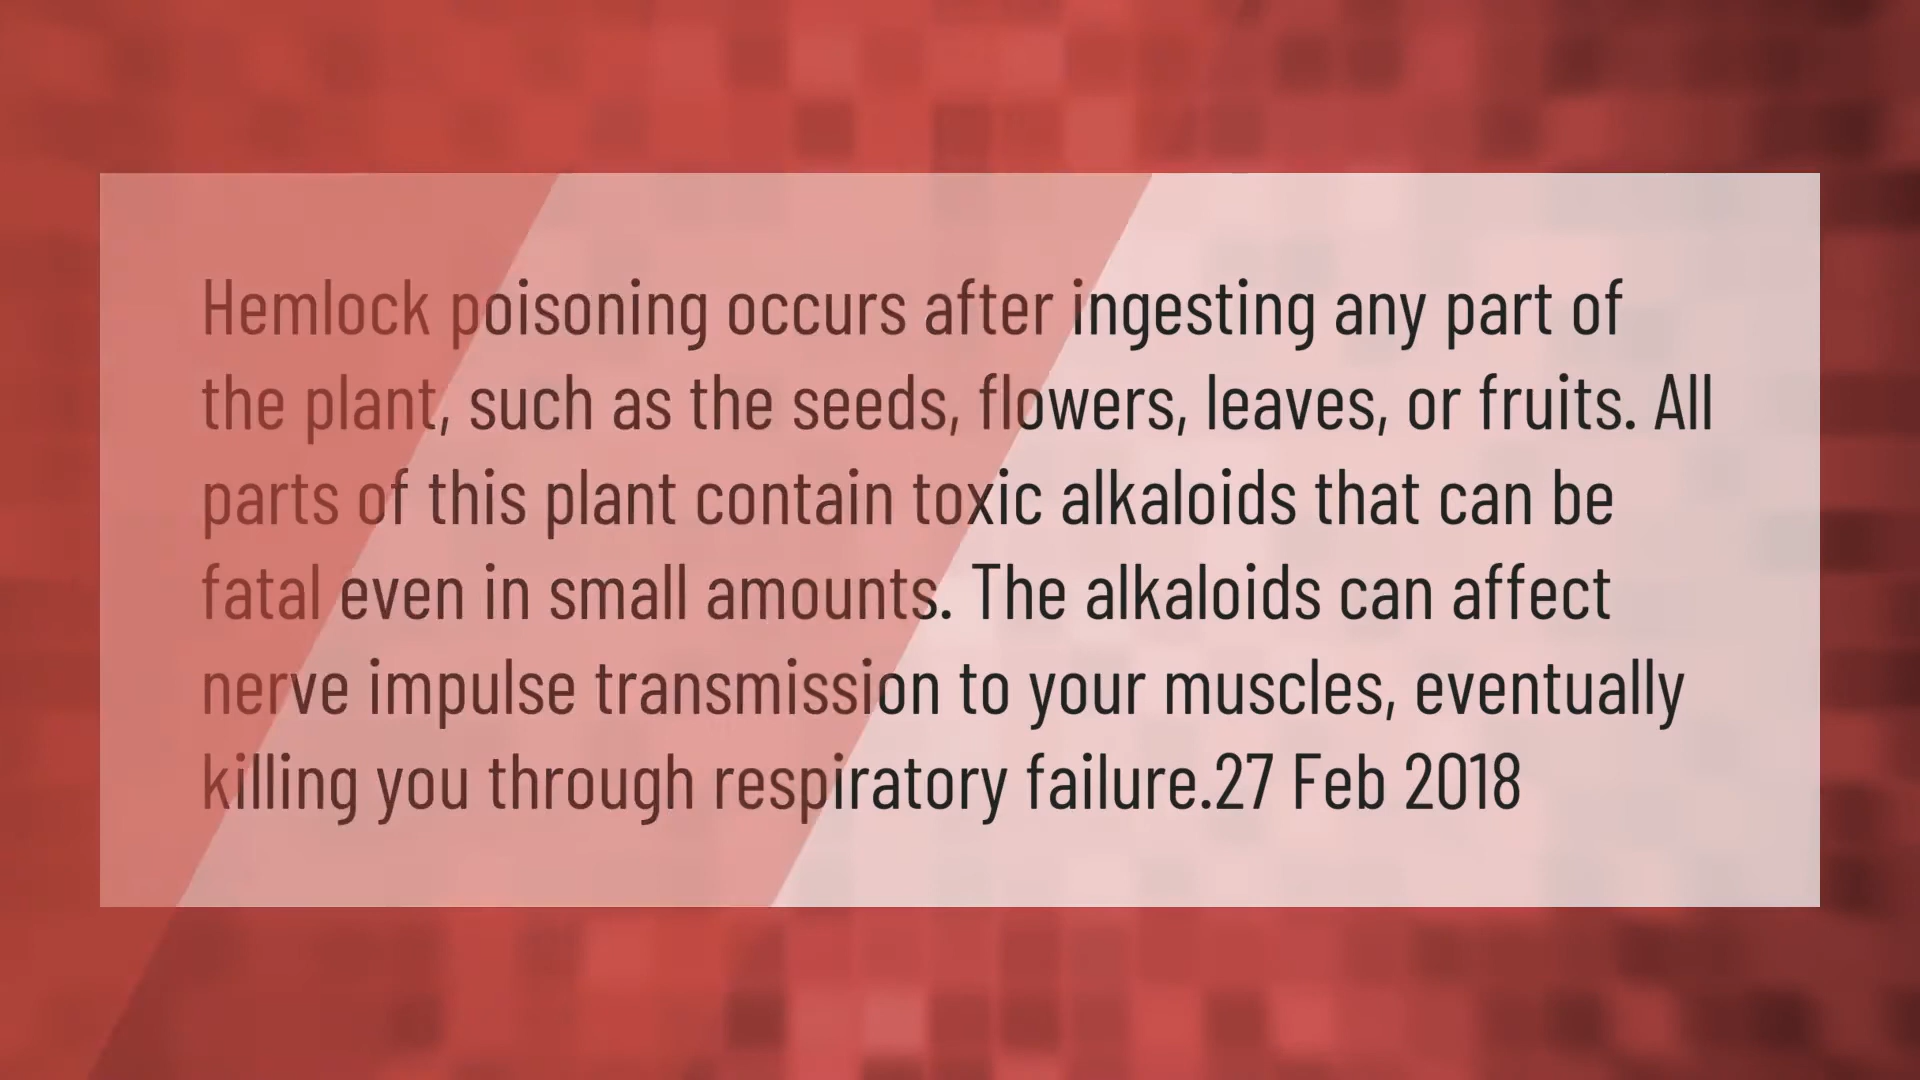 Hemlock poisoning occurs after ingesting any part of
the plant, such as the seeds, flowers, leaves, or fruits. All
parts of this plant contain toxic alkaloids that can be
fatal even in small amounts. The alkaloids can affect
nerve impulse transmission to your muscles, eventually
killing you through respiratory failure.27 Feb 2018